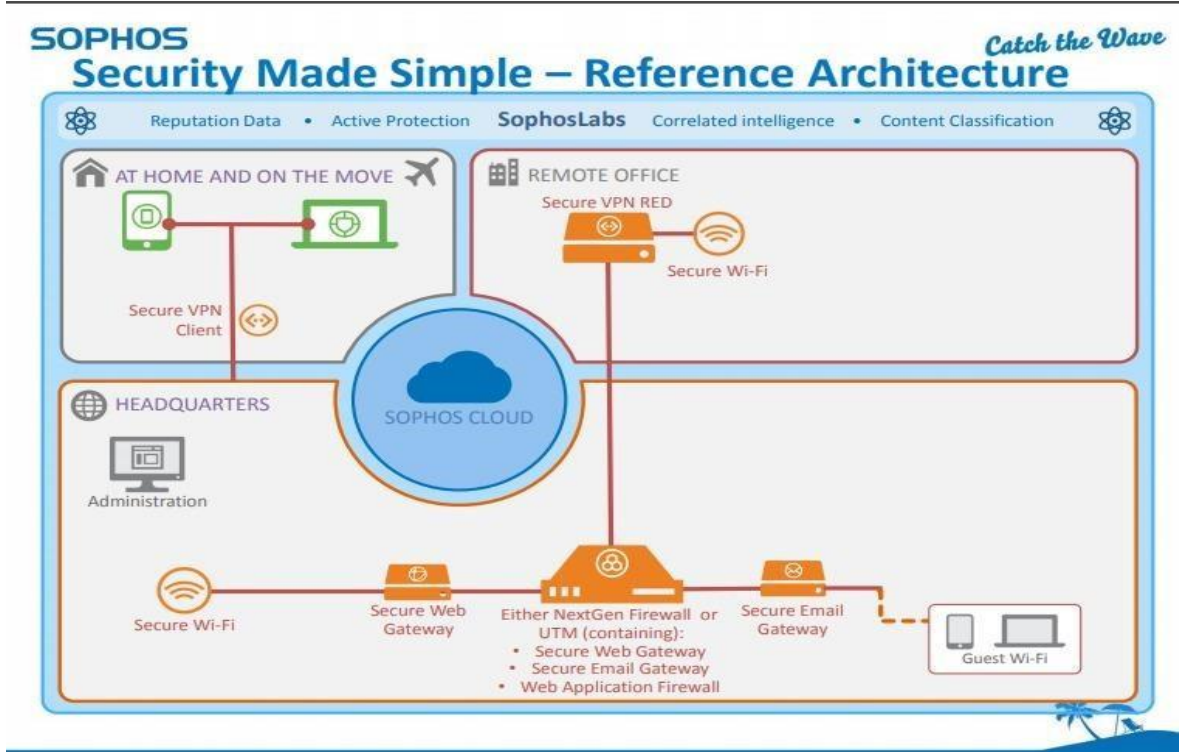 SOPHOS
Catch the Wave
Security Made Simple – Reference Architecture
Reputation Data • Active Protection SophosLabs Correlated intelligence • Content Classification
AT HOME AND ON THE MOVE
REMOTE OFFICE
Secure VPN RED
Secure Wi-Fi
Secure VPN
Client
SOPHOS CLOUD
HEADQUARTERS
Administration
Secure Wi-Fi
Secure Web
Gateway
Either NextGen Firewall or
UTM (containing):
• Secure Web Gateway
• Secure Email Gateway
• Web Application Firewall
Secure Email
Gateway
Guest Wi-Fi